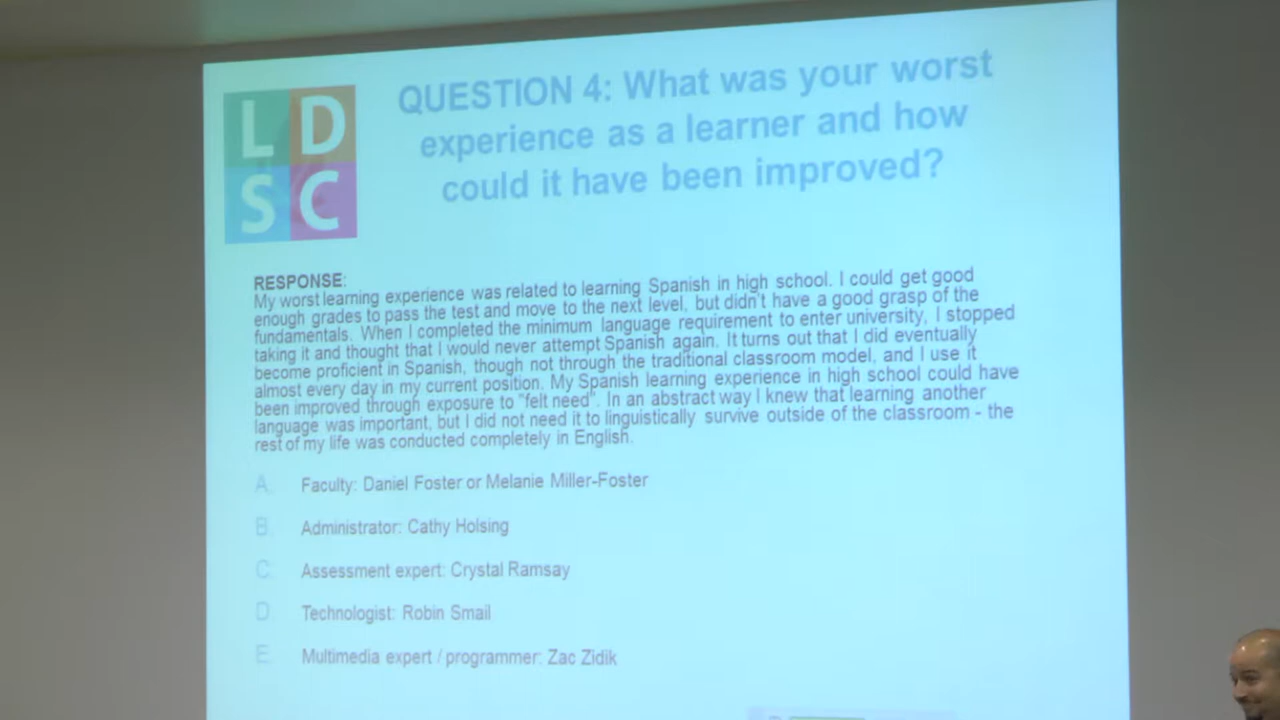 L D
S C
QUESTION 4: What was your worst
experience as a learner and how
could it have been improved?
RESPONSE:
My worst learning experience was related to learning Spanish in high school. I could get good
enough grades to pass the test and move to the next level, but didn't have a good grasp of the
fundamentals. When I completed the minimum language requirement to enter university, I stopped
taking it and thought that I would never attempt Spanish again. It turns out that I did eventually
become proficient in Spanish, though not through the traditional classroom model, and I use it
almost every day in my current position. My Spanish learning experience in high school could have
been improved through exposure to "felt need". In an abstract way I knew that learning another
language was important, but I did not need it to linguistically survive outside of the classroom - the
rest of my life was conducted completely in English.
A. Faculty: Daniel Foster or Melanie Miller-Foster
B. Administrator: Cathy Holsing
C. Assessment expert: Crystal Ramsay
D. Technologist: Robin Smail
E. Multimedia expert / programmer: Zac Zidik